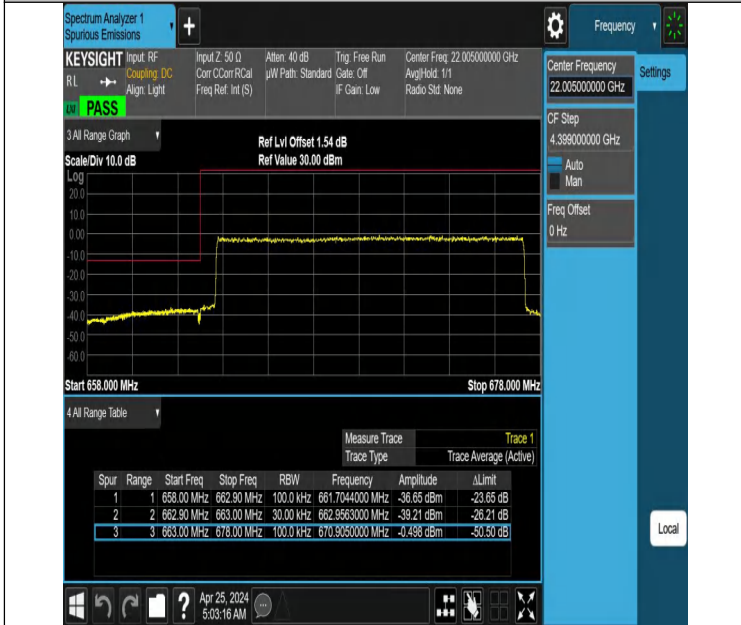 Spectrum Analyzer 1
Spurious Emissions
+
Frequency
KEYSIGHT
RL
LXI
PASS
Input: RF
Coupling: DC
Align: Light
Input Z: 50 Ω
Corr CCorr RCal
Freq Ref: Int (S)
Atten: 40 dB
µW Path: Standard
Trig: Free Run
Gate: Off
IF Gain: Low
Center Freq: 22.005000000 GHz
Avg|Hold: 1/1
Radio Std: None
Center Frequency
22.005000000 GHz
Settings
CF Step
4.399000000 GHz
Auto
Man
Freq Offset
0 Hz
3 All Range Graph
Scale/Div 10.0 dB
Ref Lvl Offset 1.54 dB
Ref Value 30.00 dBm
Log
20.0
10.0
0.00
-10.0
-20.0
-30.0
-40.0
-50.0
-60.0
Start 658.000 MHz
Stop 678.000 MHz
4 All Range Table
Measure Trace Trace 1
Trace Type Trace Average (Active)
Spur Range Start Freq Stop Freq RBW Frequency Amplitude ΔLimit
1 1 658.00 MHz 662.90 MHz 100.0 kHz 661.7044000 MHz -36.65 dBm -23.65 dB
2 2 662.90 MHz 663.00 MHz 30.00 kHz 662.9563000 MHz -39.21 dBm -26.21 dB
3 3 663.00 MHz 678.00 MHz 100.0 kHz 670.9050000 MHz -0.498 dBm -50.50 dB
Local
?
Apr 25, 2024
5:03:16 AM